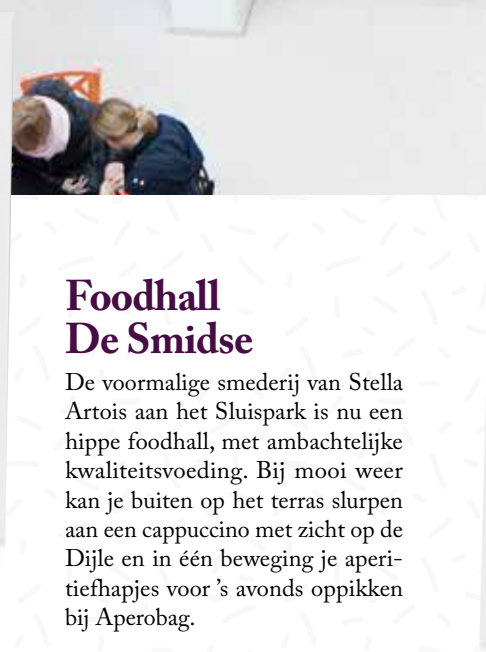 Foodhall
De Smidse
De voormalige smederij van Stella
Artois aan het Sluispark is nu een
hippe foodhall, met ambachtelijke
kwaliteitsvoeding. Bij mooi weer
kan je buiten op het terras slurpen
aan een cappuccino met zicht op de
Dijle en in één beweging je aperi-
tiefhapjes voor ’s avonds oppikken
bij Aperobag.